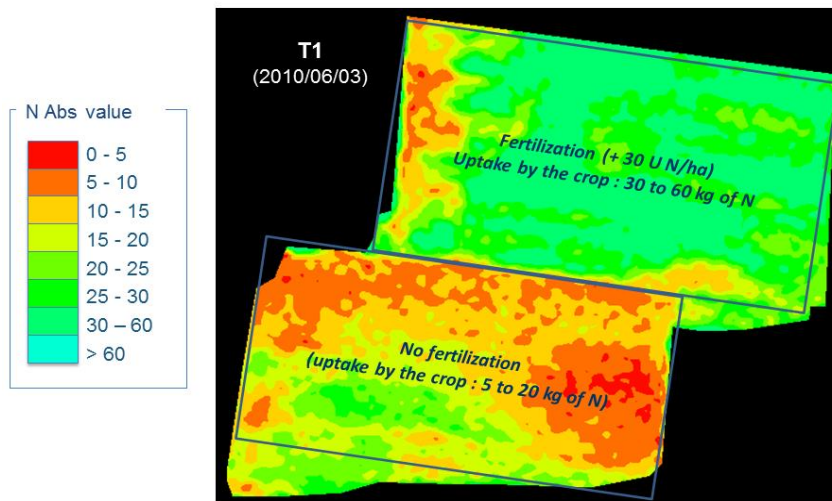 N Abs value
0 - 5
5 - 10
10 - 15
15 - 20
20 - 25
25 - 30
30 – 60
> 60
T1
(2010/06/03)
Fertilization (+ 30 U N/ha)
Uptake by the crop : 30 to 60 kg of N
No fertilization
(uptake by the crop : 5 to 20 kg of N)